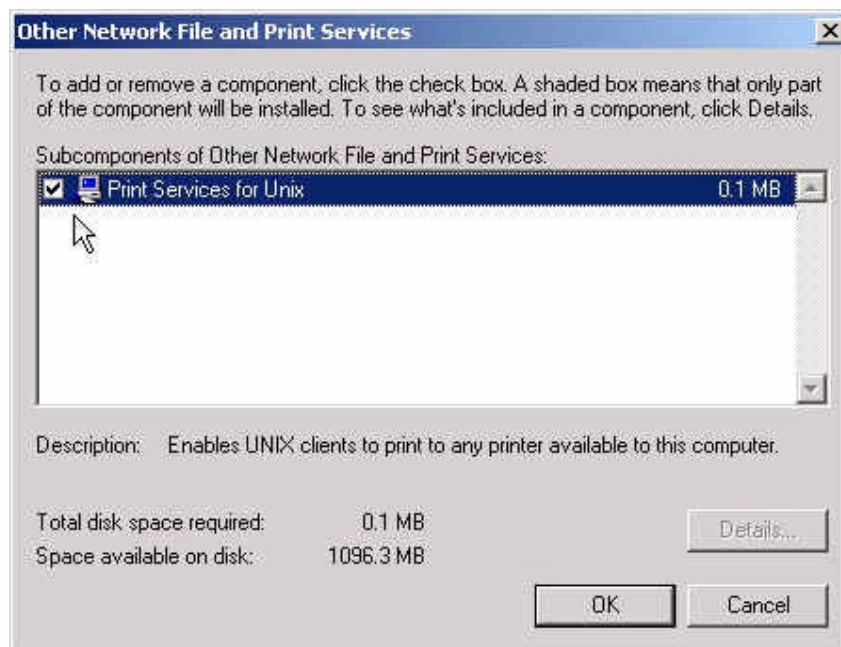 Other Network File and Print Services
To add or remove a component, click the check box. A shaded box means that only part
of the component will be installed. To see what's included in a component, click Details.
Subcomponents of Other Network File and Print Services:
Print Services for Unix 0.1 MB
Description: Enables UNIX clients to print to any printer available to this computer.
Total disk space required: 0.1 MB
Space available on disk: 1096.3 MB
Details...
OK Cancel